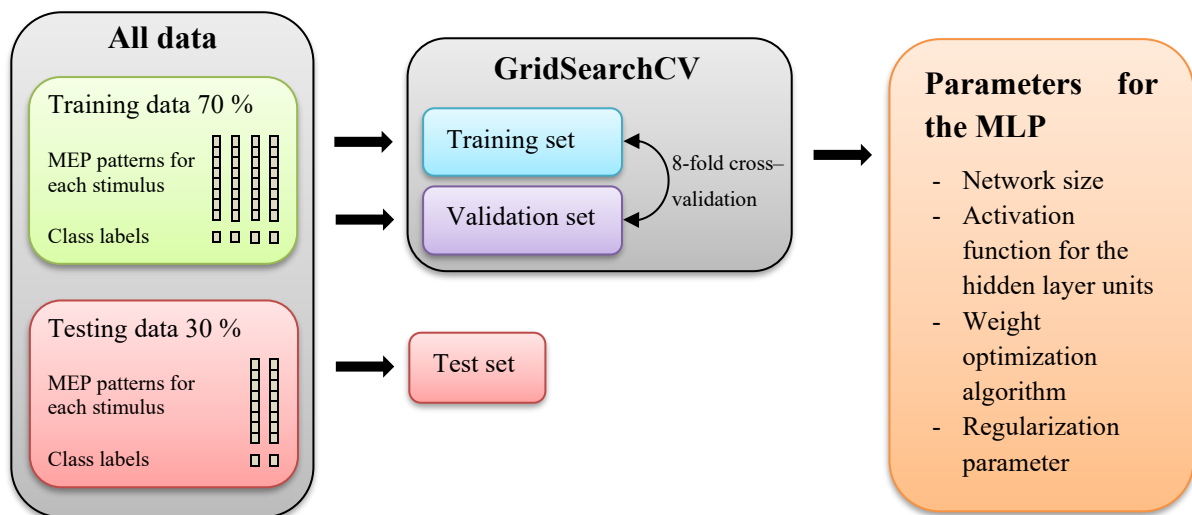 All data
Training data 70 %
MEP patterns for
each stimulus
Class labels
Testing data 30 %
MEP patterns for
each stimulus
Class labels
GridSearchCV
Training set
Validation set
8-fold cross–
validation
Test set
Parameters for
the MLP
- Network size
- Activation
function for the
hidden layer units
- Weight
optimization
algorithm
- Regularization
parameter